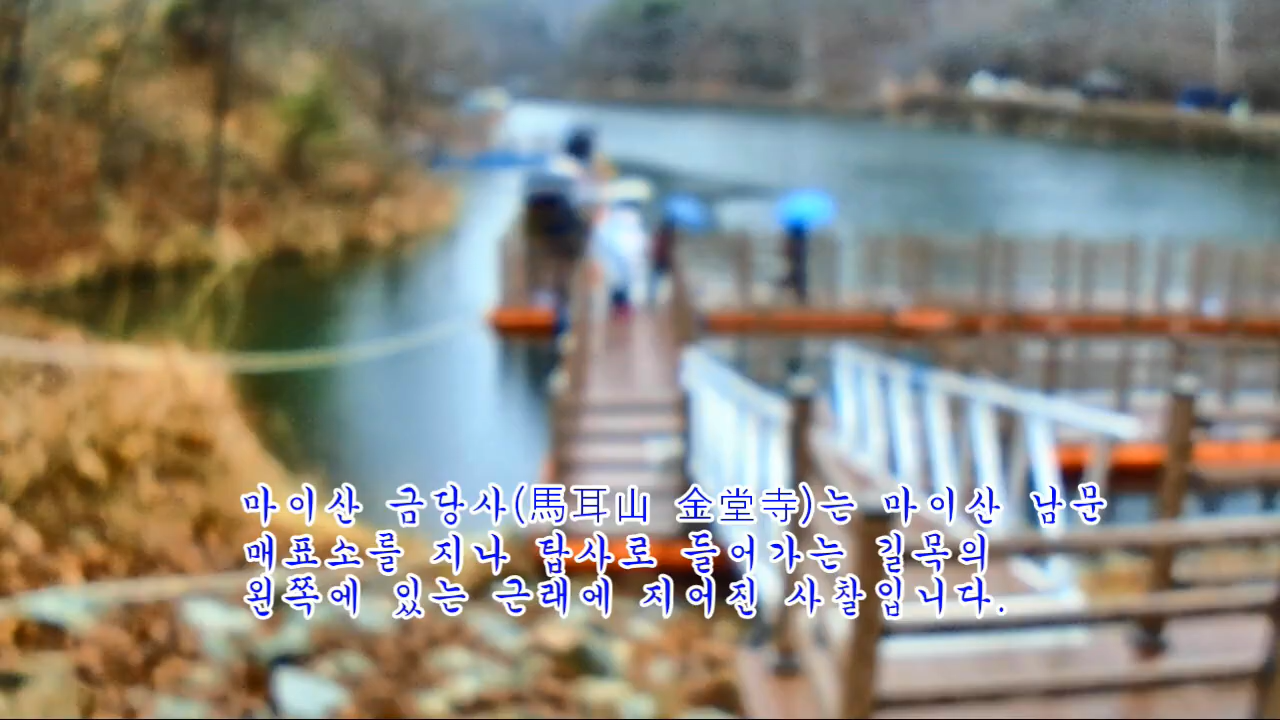 마이산 금당사(馬耳山 金堂寺)는 마이산 남문
매표소를 지나 탑사로 들어가는 길목의
왼쪽에 있는 근래에 지어진 사찰입니다.